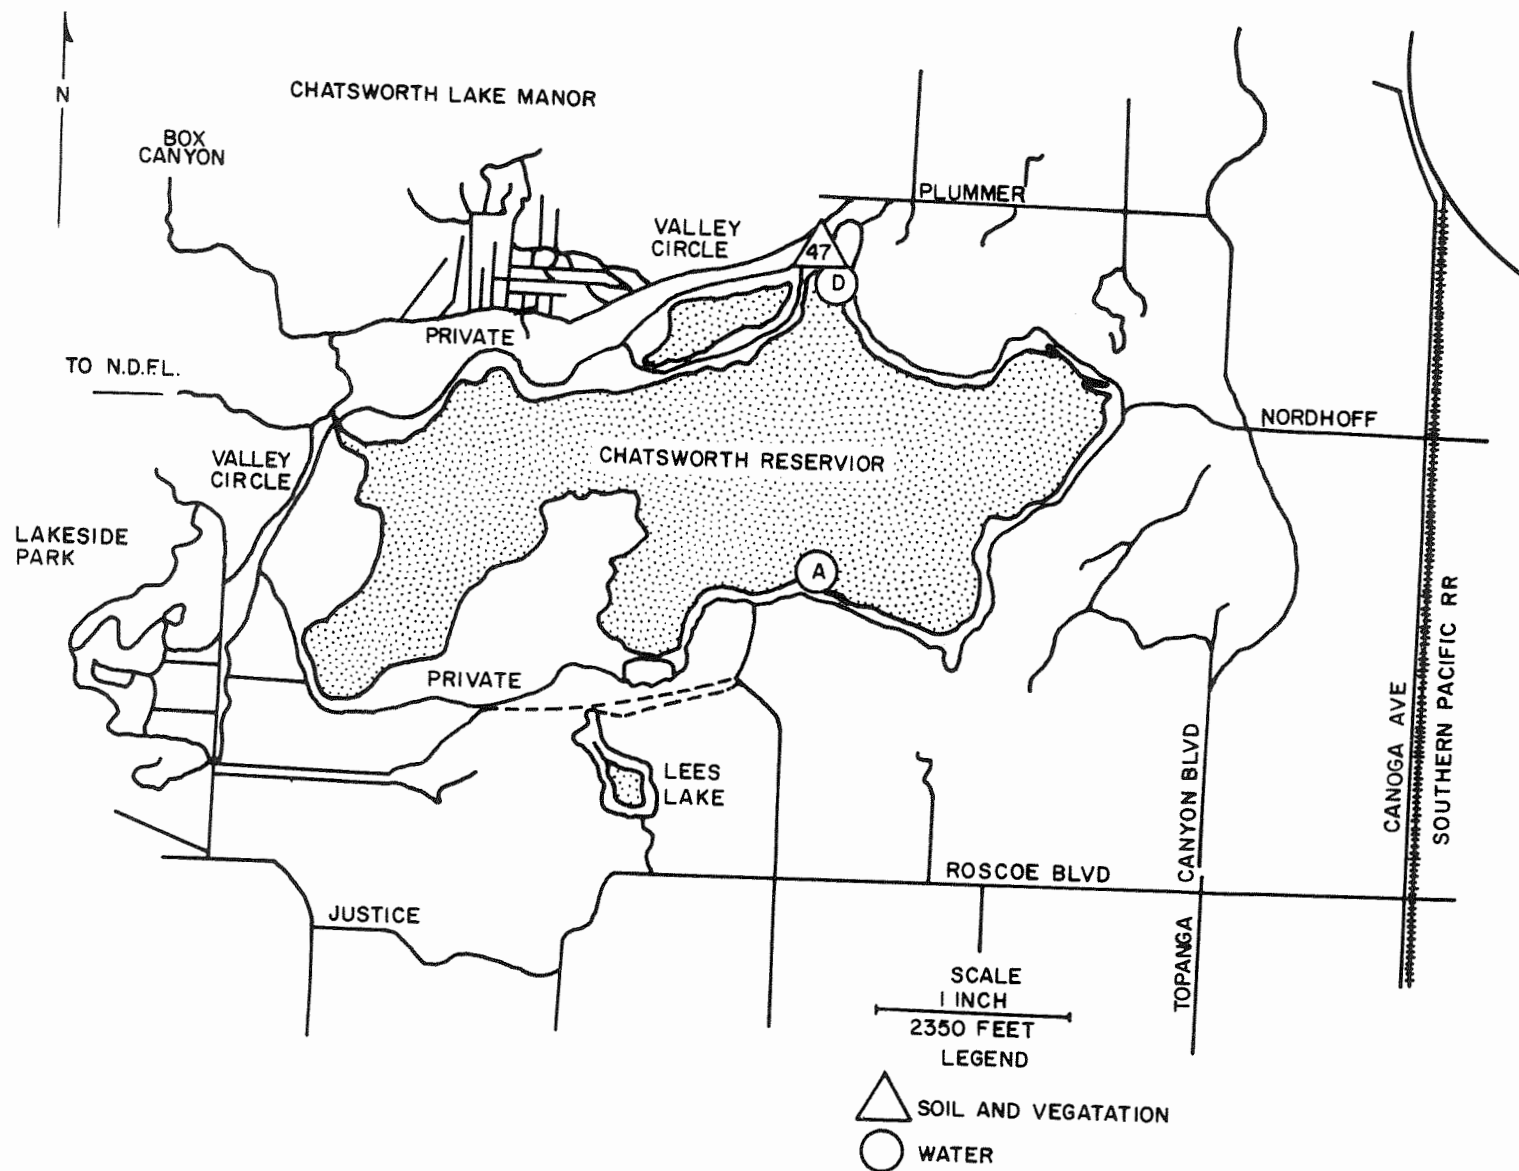 N
CHATSWORTH LAKE MANOR
BOX
CANYON
PLUMMER
VALLEY
CIRCLE
47
D
PRIVATE
TO N.D.F.L.
NORDHOFF
VALLEY
CIRCLE
CHATSWORTH RESERVIOR
LAKESIDE
PARK
A
PRIVATE
LEES
LAKE
CANOGA AVE
SOUTHERN PACIFIC RR
TOPANGA CANYON BLVD
ROSCOE BLVD
JUSTICE
SCALE
1 INCH
2350 FEET
LEGEND
SOIL AND VEGATATION
WATER